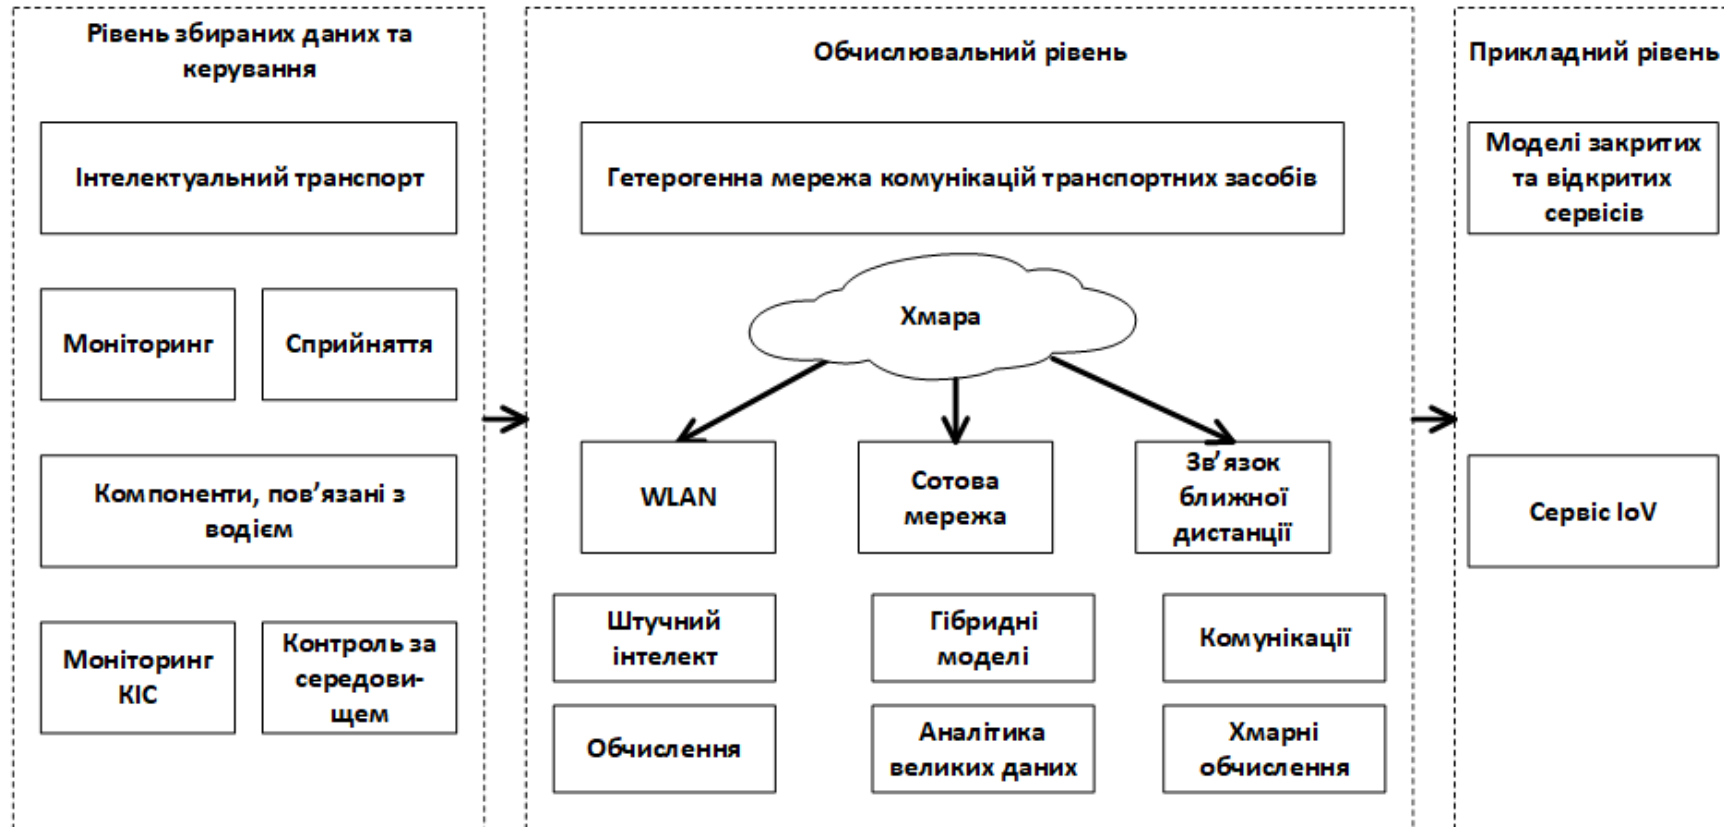 Рівень збираних даних та
керування
Інтелектуальний транспорт
Моніторинг
Сприйняття
Компоненти, пов’язані з
водієм
Моніторинг
КІС
Контроль за
середови-
щем
Обчислювальний рівень
Гетерогенна мережа комунікацій транспортних засобів
Хмара
WLAN
Сотова
мережа
Зв’язок
ближної
дистанції
Штучний
інтелект
Гібридні
моделі
Комунікації
Обчислення
Аналітика
великих даних
Хмарні
обчислення
Прикладний рівень
Моделі закритих
та відкритих
сервісів
Сервіс IoV